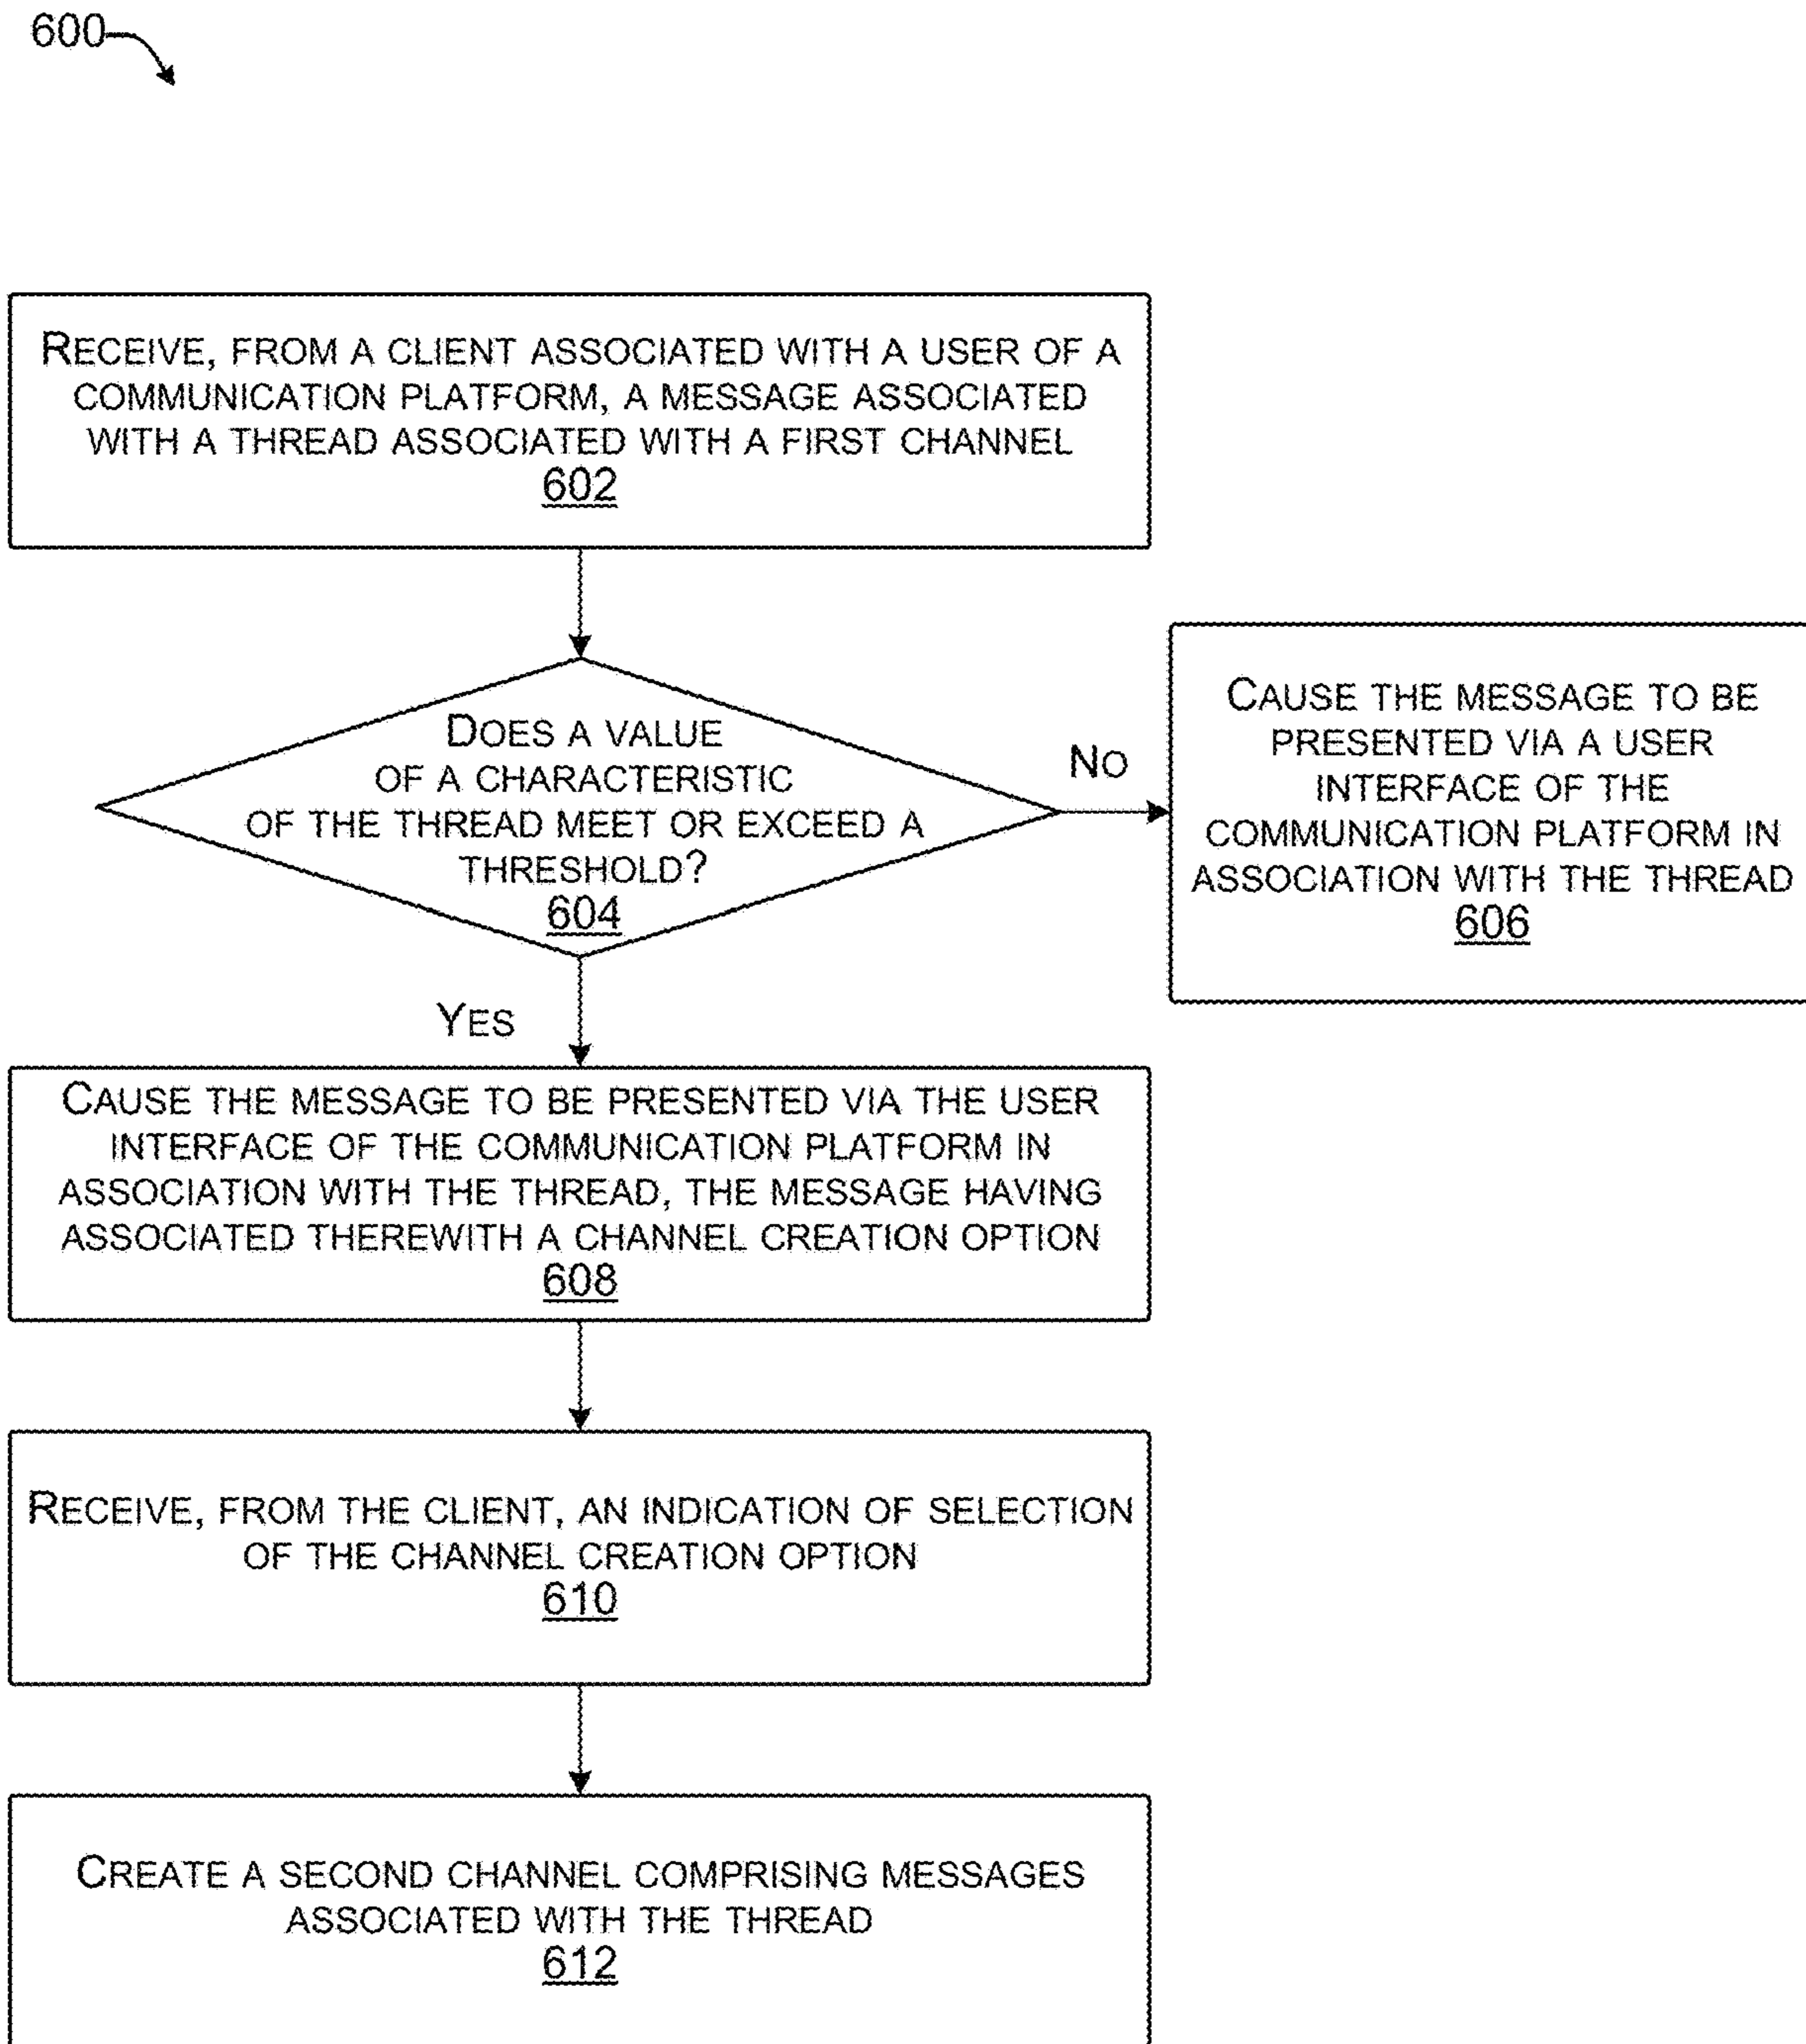 600
RECEIVE, FROM A CLIENT ASSOCIATED WITH A USER OF A
COMMUNICATION PLATFORM, A MESSAGE ASSOCIATED
WITH A THREAD ASSOCIATED WITH A FIRST CHANNEL
602
DOES A VALUE
OF A CHARACTERISTIC
OF THE THREAD MEET OR EXCEED A
THRESHOLD?
604
NO
CAUSE THE MESSAGE TO BE
PRESENTED VIA A USER
INTERFACE OF THE
COMMUNICATION PLATFORM IN
ASSOCIATION WITH THE THREAD
606
YES
CAUSE THE MESSAGE TO BE PRESENTED VIA THE USER
INTERFACE OF THE COMMUNICATION PLATFORM IN
ASSOCIATION WITH THE THREAD, THE MESSAGE HAVING
ASSOCIATED THEREWITH A CHANNEL CREATION OPTION
608
RECEIVE, FROM THE CLIENT, AN INDICATION OF SELECTION
OF THE CHANNEL CREATION OPTION
610
CREATE A SECOND CHANNEL COMPRISING MESSAGES
ASSOCIATED WITH THE THREAD
612